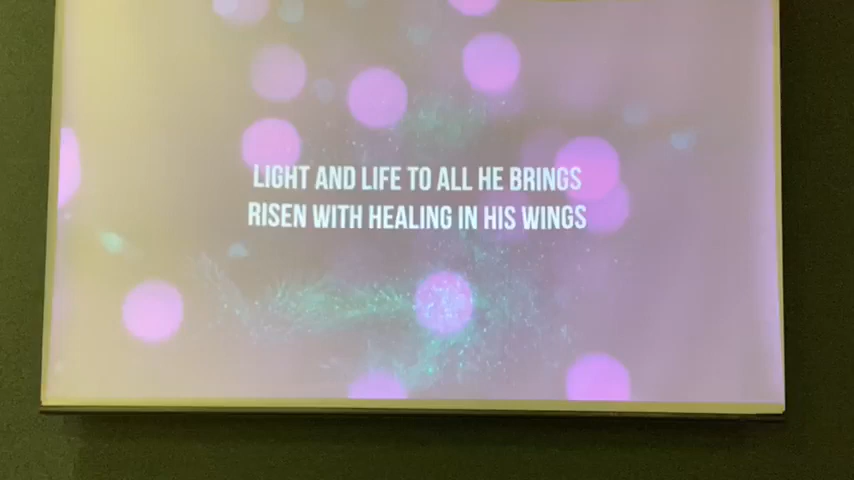 LIGHT AND LIFE TO ALL HE BRINGS
RISEN WITH HEALING IN HIS WINGS